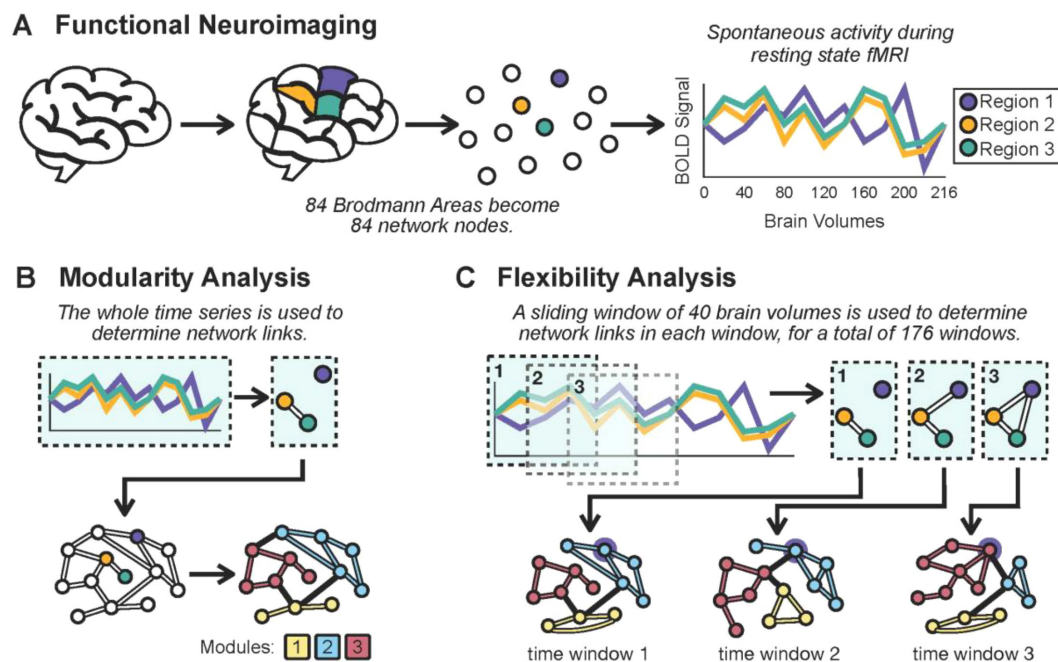 A Functional Neuroimaging
Spontaneous activity during
resting state fMRI
BOLD Signal
Region 1
Region 2
Region 3
0 40 80 120 160 200 216
Brain Volumes
84 Brodmann Areas become
84 network nodes.
B Modularity Analysis
The whole time series is used to
determine network links.
Modules: 1 2 3
C Flexibility Analysis
A sliding window of 40 brain volumes is used to determine
network links in each window, for a total of 176 windows.
1 2 3
1 2 3
time window 1 time window 2 time window 3